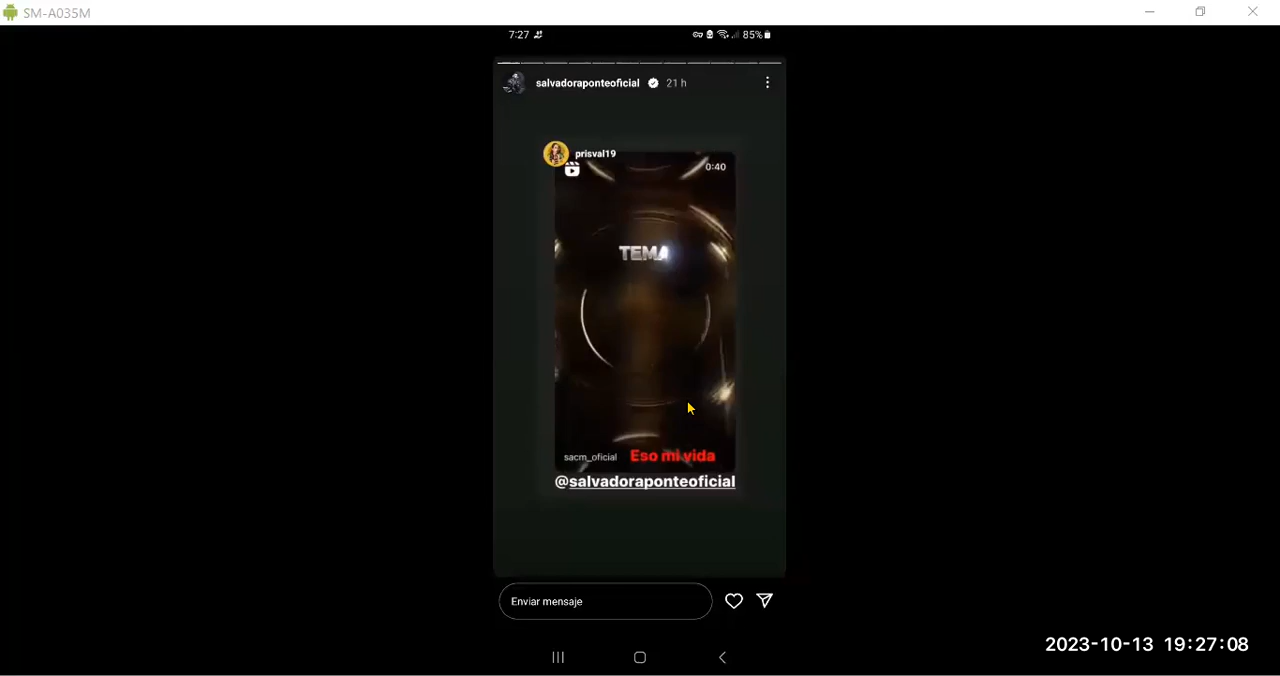 SM-A035M
7:27
85%
salvadoraponteoficial 21 h
prisval19
0:40
TEMA
sacm_oficial Eso mi vida
@salvadoraponteoficial
Enviar mensaje
2023-10-13 19:27:08